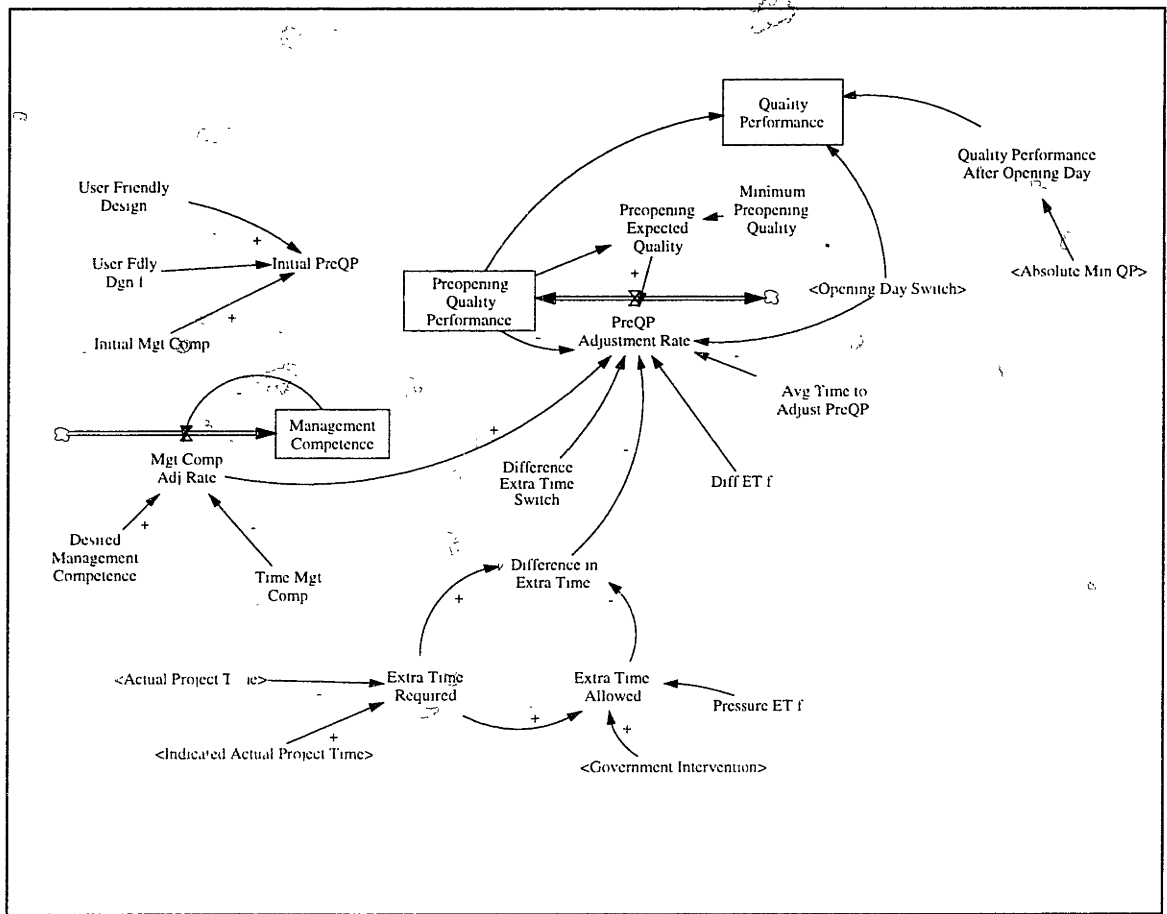 Quality
Performance
Quality Performance
After Opening Day
User Friendly
Design
Minimum
Preopening
Quality
Preopening
Expected
Quality
+
User Fdly
Dgn f
Initial PreQP
+
<Absolute Min QP>
Preopening
Quality
Performance
<Opening Day Switch>
+
PreQP
Adjustment Rate
-
Initial Mgt Comp
-
Avg Time to
Adjust PreQP
-
Management
Competence
+
Mgt Comp
Adj Rate
Difference
Extra Time
Switch
-
Diff ET f
+
Desired
Management
Competence
-
Time Mgt
Comp
Difference in
Extra Time
+
-
<Actual Project
Extra Time
Required
Extra Time
Allowed
-
Pressure ET f
+
+
+
<Indicated Actual Project Time>
<Government Intervention>